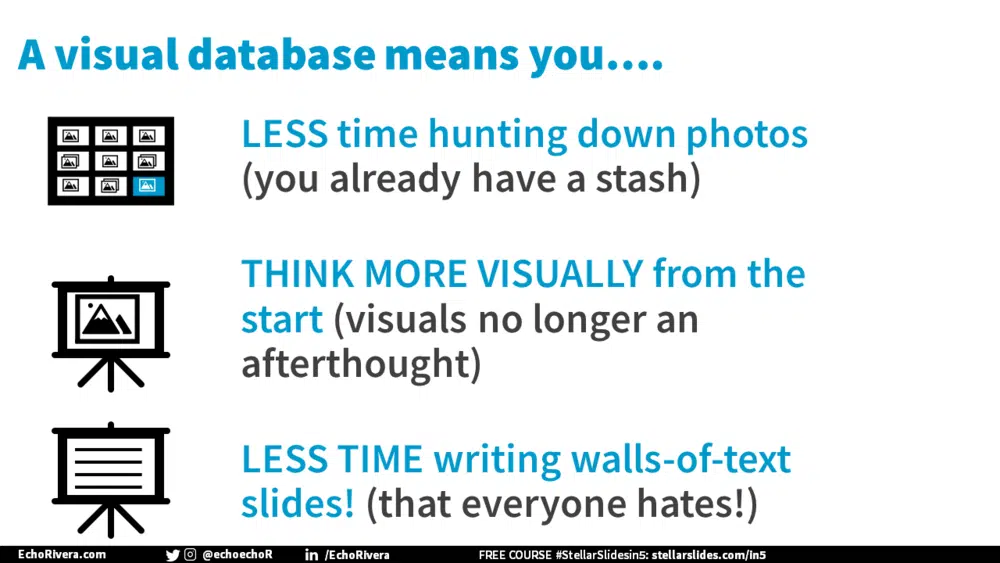 A visual database means you....
LESS time hunting down photos
(you already have a stash)
THINK MORE VISUALLY from the
start (visuals no longer an
afterthought)
LESS TIME writing walls-of-text
slides! (that everyone hates!)
EchoRivera.com @echoechoR /EchoRivera FREE COURSE #StellarSlidesin5: stellarslides.com/in5